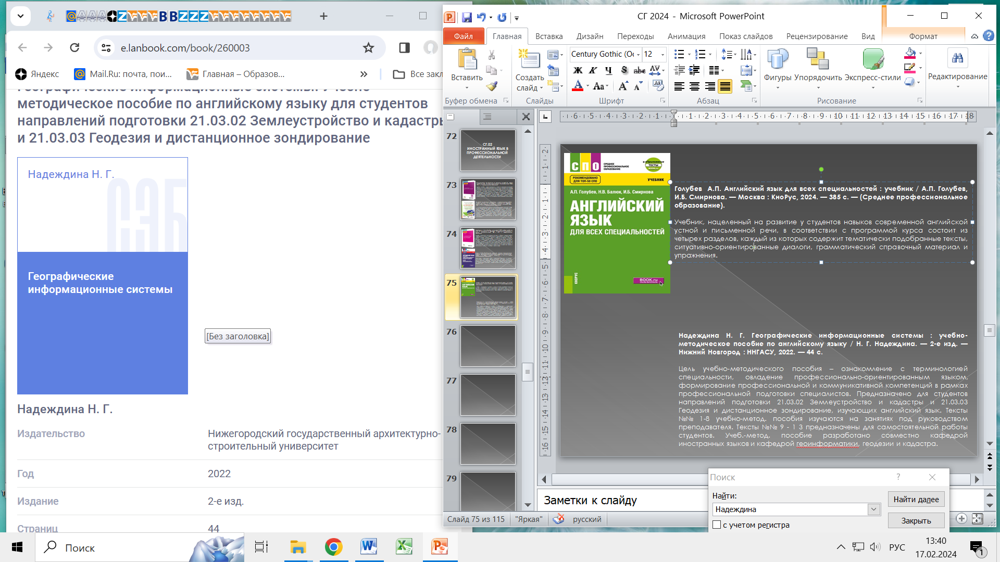 e.lanbook.com/book/260003
Яндекс
Mail.Ru: почта, пои...
Главная – Образов...
»
Все закл
Географические информационные системы: Учебно-
методическое пособие по английскому языку для студентов
направлений подготовки 21.03.02 Землеустройство и кадастры
и 21.03.03 Геодезия и дистанционное зондирование
Надеждина Н. Г.
СЭБ
Географические
информационные системы
[Без заголовка]
Надеждина Н. Г.
Издательство
Нижегородский государственный архитектурно-
строительный университет
Год
2022
Издание
2-е изд.
Страниц
44
СГ 2024 - Microsoft PowerPoint
Файл
Главная
Вставка
Дизайн
Переходы
Анимация
Показ слайдов
Рецензирование
Вид
Формат
Century Gothic (Ос
12
Вставить
Создать
слайд
Фигуры
Упорядочить
Экспресс-стили
Редактирование
Буфер обмена
Слайды
Шрифт
Абзац
Рисование
72
СГ.02
ИНОСТРАННЫЙ ЯЗЫК В
ПРОФЕССИОНАЛЬНОЙ
ДЕЯТЕЛЬНОСТИ
73
74
75
76
77
78
79
СПО
СРЕДНЕЕ
ПРОФЕССИОНАЛЬНОЕ
ОБРАЗОВАНИЕ
+ еПриложение
ТЕСТЫ
BOOK.ru
РЕКОМЕНДОВАНО
ДЛЯ ТОП-50 СПО
УЧЕБНИК
А.П. Голубев, Н.В. Балюк, И.Б. Смирнова
АНГЛИЙСКИЙ
ЯЗЫК
ДЛЯ ВСЕХ СПЕЦИАЛЬНОСТЕЙ
КНОРУС
BOOK.ru
Голубев А.П. Английский язык для всех специальностей : учебник / А.П. Голубев,
И.Б. Смирнова. — Москва : КноРус, 2024. — 385 с. — (Среднее профессиональное
образование).
Учебник, нацеленный на развитие у студентов навыков современной английской
устной и письменной речи, в соответствии с программой курса состоит из
четырех разделов, каждый из которых содержит тематически подобранные тексты,
ситуативно-ориентированные диалоги, грамматический справочный материал и
упражнения.
Надеждина Н. Г. Географические информационные системы : учебно-
методическое пособие по английскому языку / Н. Г. Надеждина. — 2-е изд. —
Нижний Новгород : ННГАСУ, 2022. — 44 с.
Цель учебно-методического пособия – ознакомление с терминологией
специальности, овладение профессионально-ориентированным языком,
формирование профессиональной и коммуникативной компетенций в рамках
профессиональной подготовки специалистов. Предназначено для студентов
направлений подготовки 21.03.02 Землеустройство и кадастры и 21.03.03
Геодезия и дистанционное зондирование, изучающих английский язык. Тексты
№№ 1-8 учебно-метод. пособия изучаются на занятиях под руководством
преподавателя. Тексты №№ 9 - 1 3 предназначены для самостоятельной работы
студентов. Учеб.-метод. пособие разработано совместно кафедрой
иностранных языков и кафедрой геоинформатики, геодезии и кадастра.
Заметки к слайду
Поиск
Найти:
Надеждина
с учетом регистра
Найти далее
Закрыть
Слайд 75 из 115
"Яркая"
русский
Поиск
РУС
13:40
17.02.2024
1